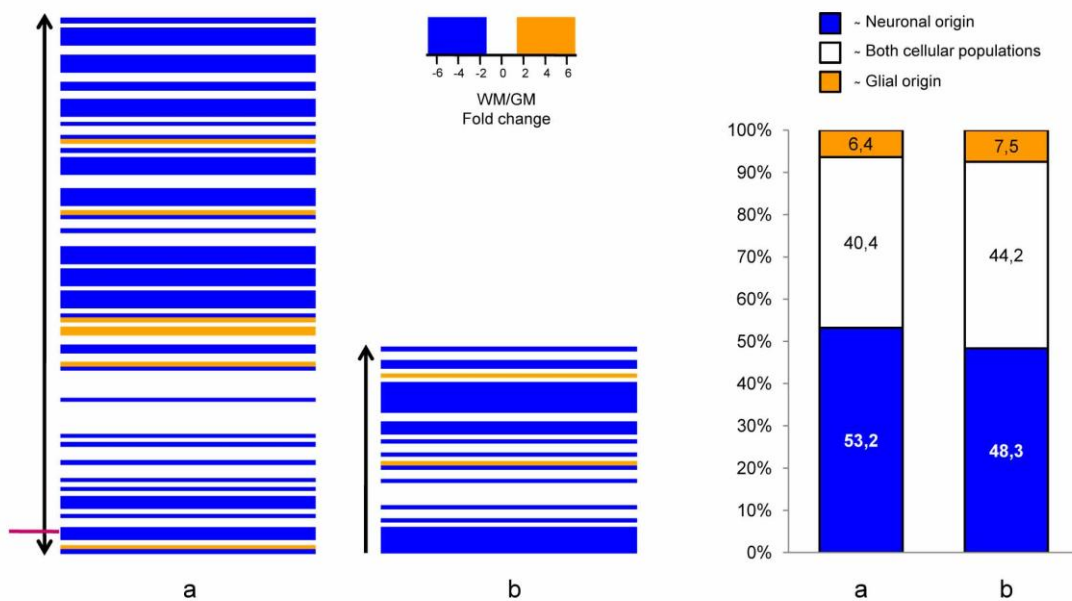 -6 -4 -2 0 2 4 6
WM/GM
Fold change
a
b
~ Neuronal origin
~ Both cellular populations
~ Glial origin
100%
90%
80%
70%
60%
50%
40%
30%
20%
10%
0%
6,4
7,5
40,4
44,2
53,2
48,3
a
b